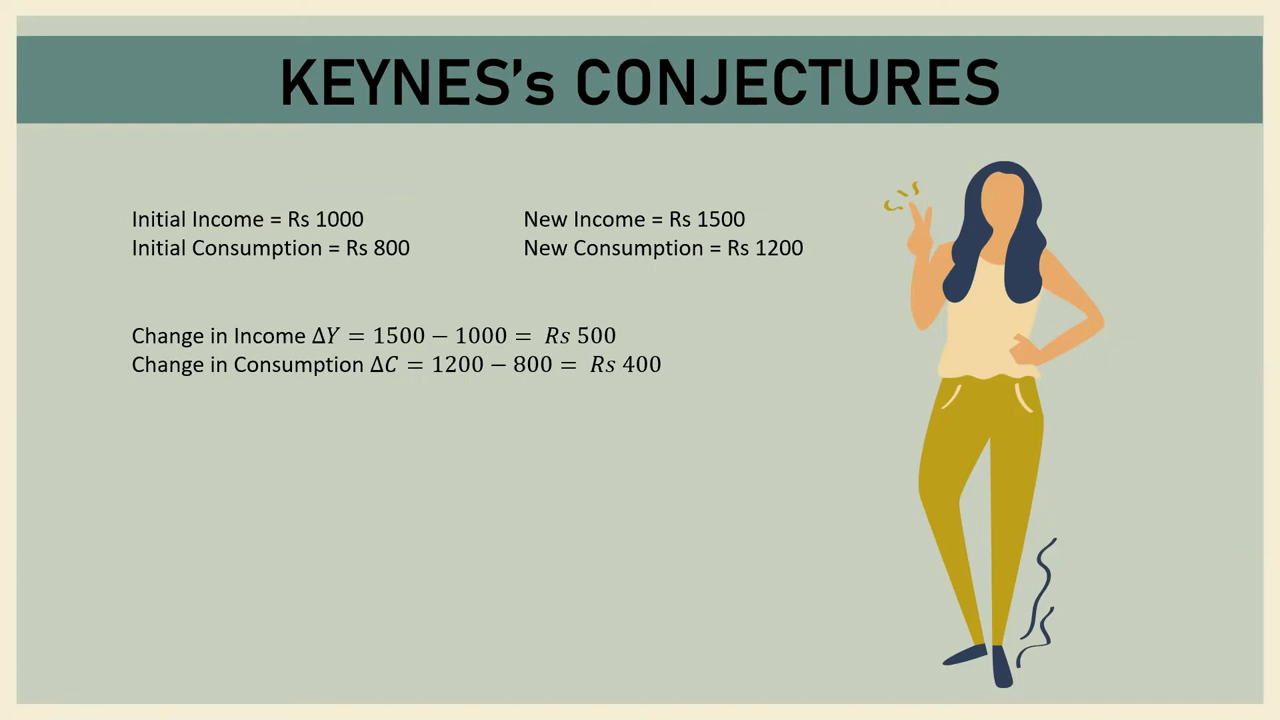 KEYNES's CONJECTURES
Initial Income = Rs 1000
Initial Consumption = Rs 800
New Income = Rs 1500
New Consumption = Rs 1200
Change in Income ΔY = 1500 − 1000 = Rs 500
Change in Consumption ΔC = 1200 − 800 = Rs 400